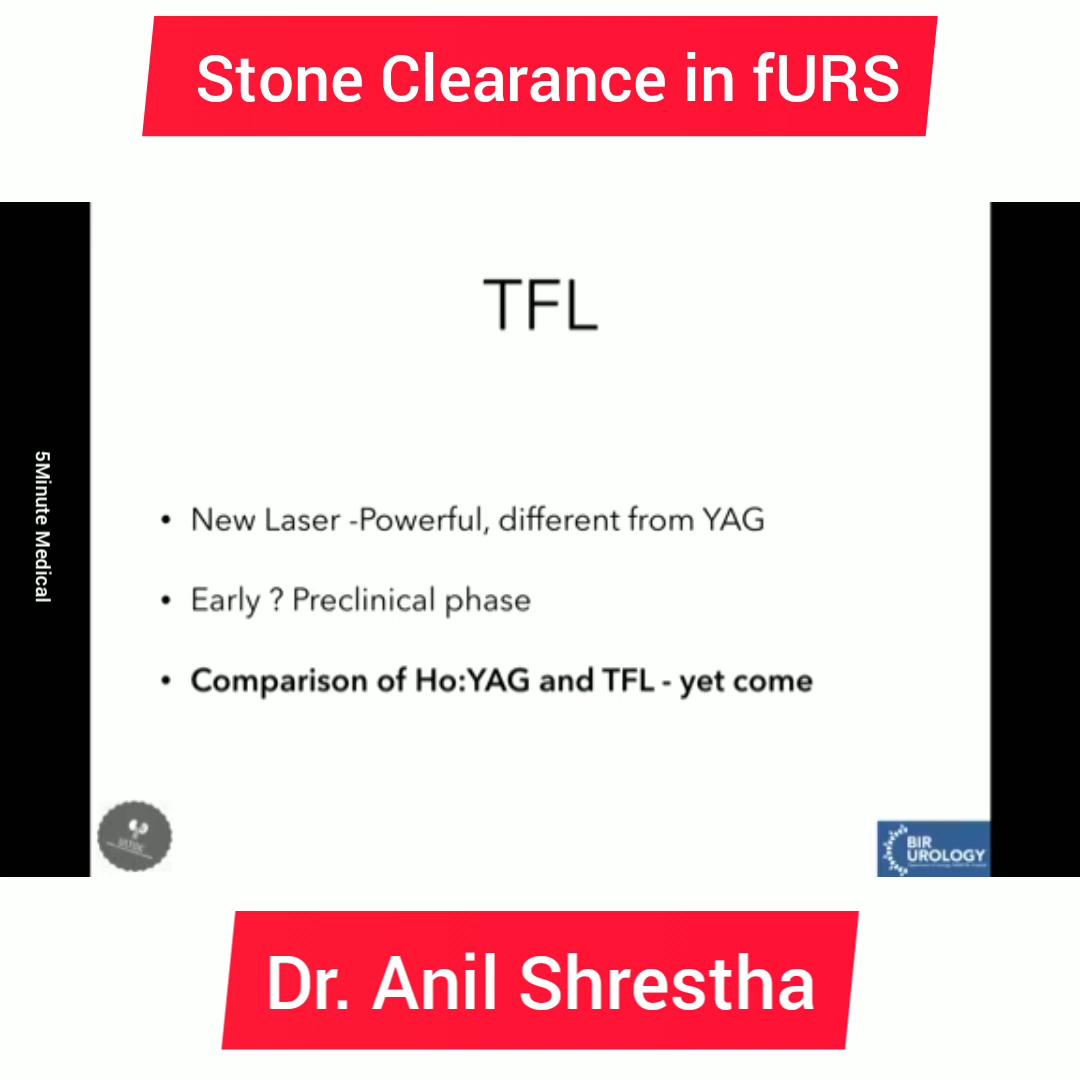 Stone Clearance in fURS
TFL
5Minute Medical
• New Laser -Powerful, different from YAG
• Early ? Preclinical phase
• Comparison of Ho:YAG and TFL - yet come
BIR
UROLOGY
Dr. Anil Shrestha